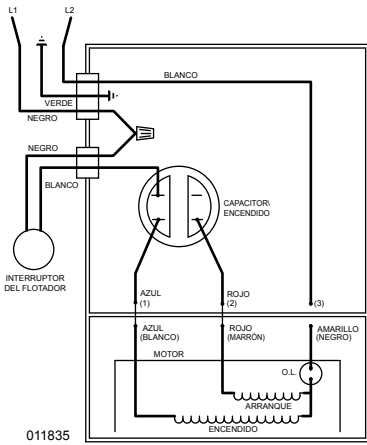 L1
L2
BLANCO
VERDE
NEGRO
NEGRO
BLANCO
CAPACITOR\
ENCENDIDO
INTERRUPTOR
DEL FLOTADOR
AZUL
(1)
ROJO
(2)
(3)
AZUL
(BLANCO)
ROJO
(MARRÓN)
AMARILLO
(NEGRO)
MOTOR
O.L.
ARRANQUE
ENCENDIDO
011835